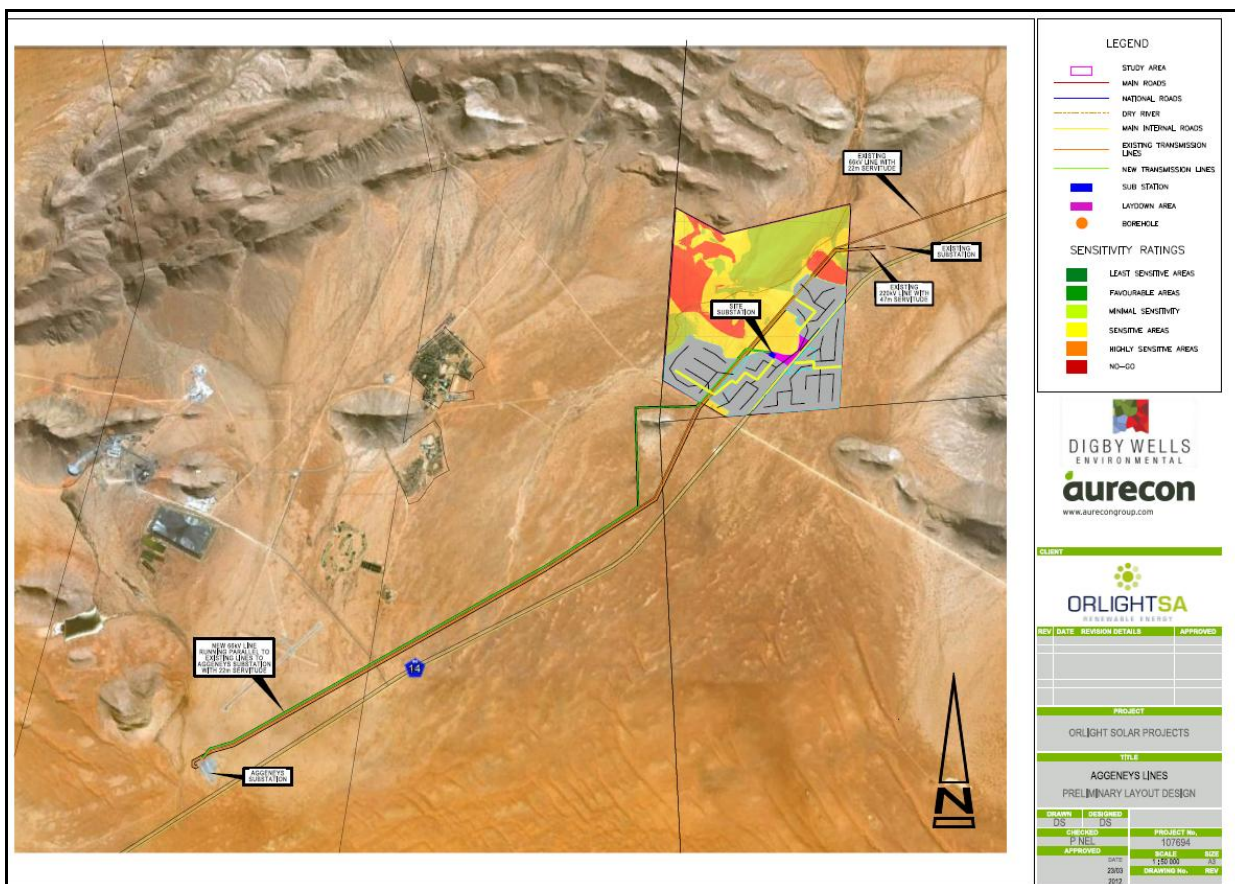 EXISTING
66kV LINE WITH
22m SERVITUDE
EXISTING
SUBSTATION
EXISTING
220kV LINE WITH
47m SERVITUDE
SITE
SUBSTATION
NEW 66kV LINE
RUNNING PARALLEL TO
EXISTING LINES TO
AGGENEYS SUBSTATION
WITH 22m SERVITUDE
14
AGGENEYS
SUBSTATION
N
LEGEND
STUDY AREA
MAIN ROADS
NATIONAL ROADS
DRY RIVER
MAIN INTERNAL ROADS
EXISTING TRANSMISSION
LINES
NEW TRANSMISSION LINES
SUB STATION
LAYDOWN AREA
BOREHOLE
SENSITIVITY RATINGS
LEAST SENSITIVE AREAS
FAVOURABLE AREAS
MINIMAL SENSITIVITY
SENSITIVE AREAS
HIGHLY SENSITIVE AREAS
NO-GO
DIGBY WELLS
ENVIRONMENTAL
aurecon
www.aurecongroup.com
CLIENT
ORLIGHTSA
RENEWABLE ENERGY
REV DATE REVISION DETAILS APPROVED
PROJECT
ORLIGHT SOLAR PROJECTS
TITLE
AGGENEYS LINES
PRELIMINARY LAYOUT DESIGN
DRAWN DESIGNED
DS DS
CHECKED PROJECT No.
P NEL 107694
APPROVED SCALE SIZE
DATE 1:50 000 A3
23/03 DRAWING No. REV
2012